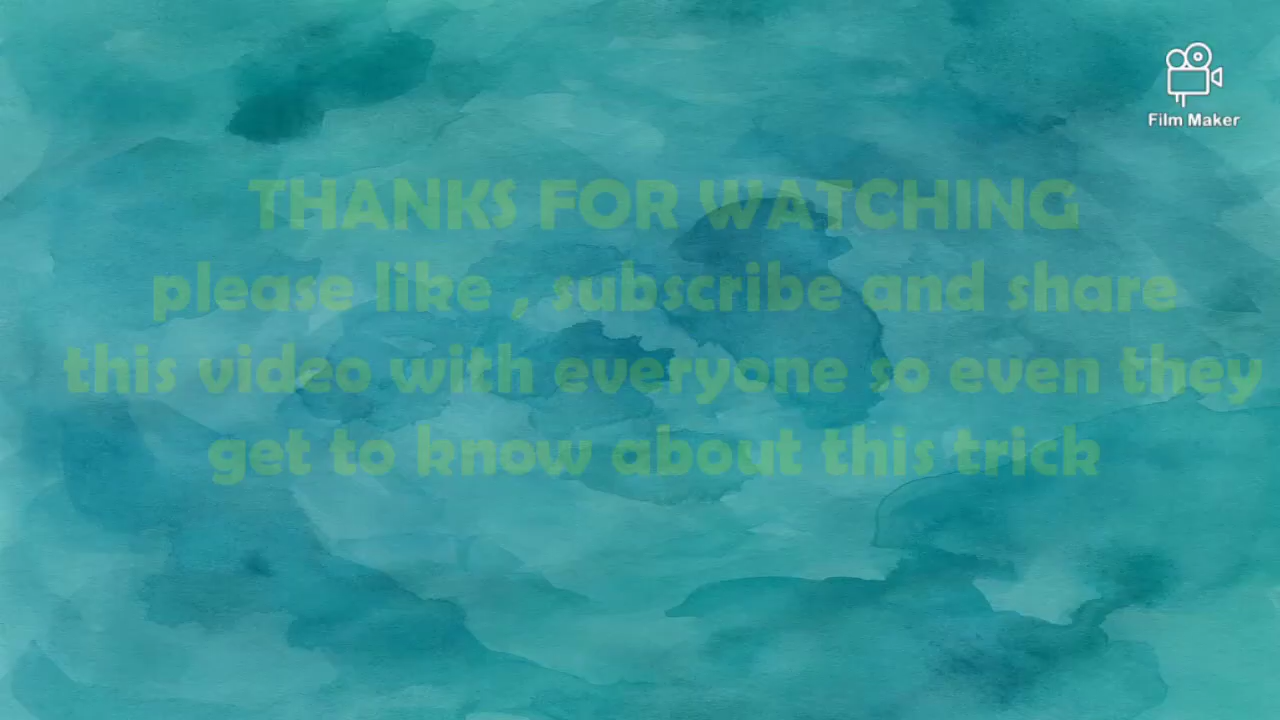 Film Maker
THANKS FOR WATCHING
please like , subscribe and share
this video with everyone so even they
get to know about this trick